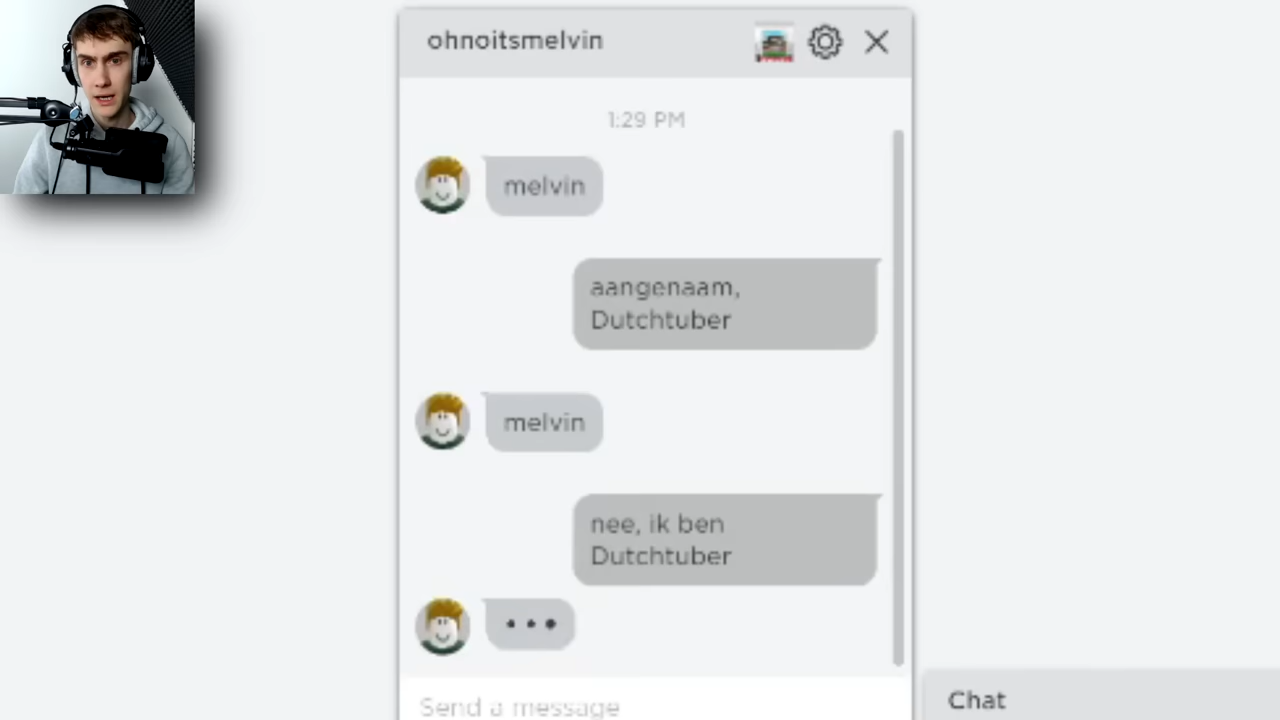 ohnoitsmelvin
1:29 PM
melvin
aangenaam,
Dutchtuber
melvin
nee, ik ben
Dutchtuber
Send a message
Chat